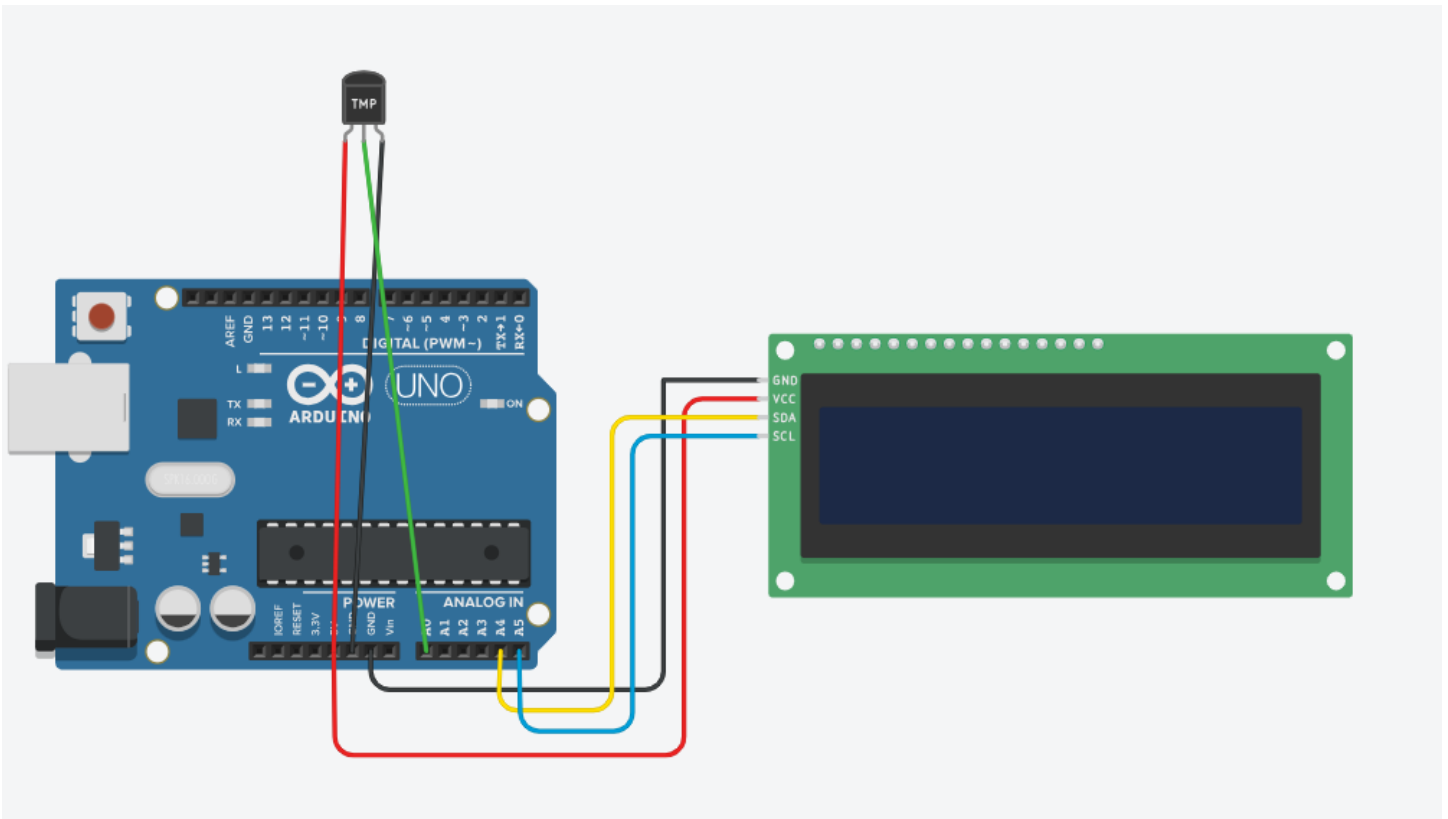 TMP
AREF
GND
13
12
~11
~10
9
8
7
~6
~5
4
~3
2
TX→1
RX←0
DIGITAL (PWM~)
L
TX
RX
ARDUINO
UNO
ON
GND
VCC
SDA
SCL
POWER
ANALOG IN
IOREF
RESET
3.3V
GND
Vin
A0
A1
A2
A3
A4
A5